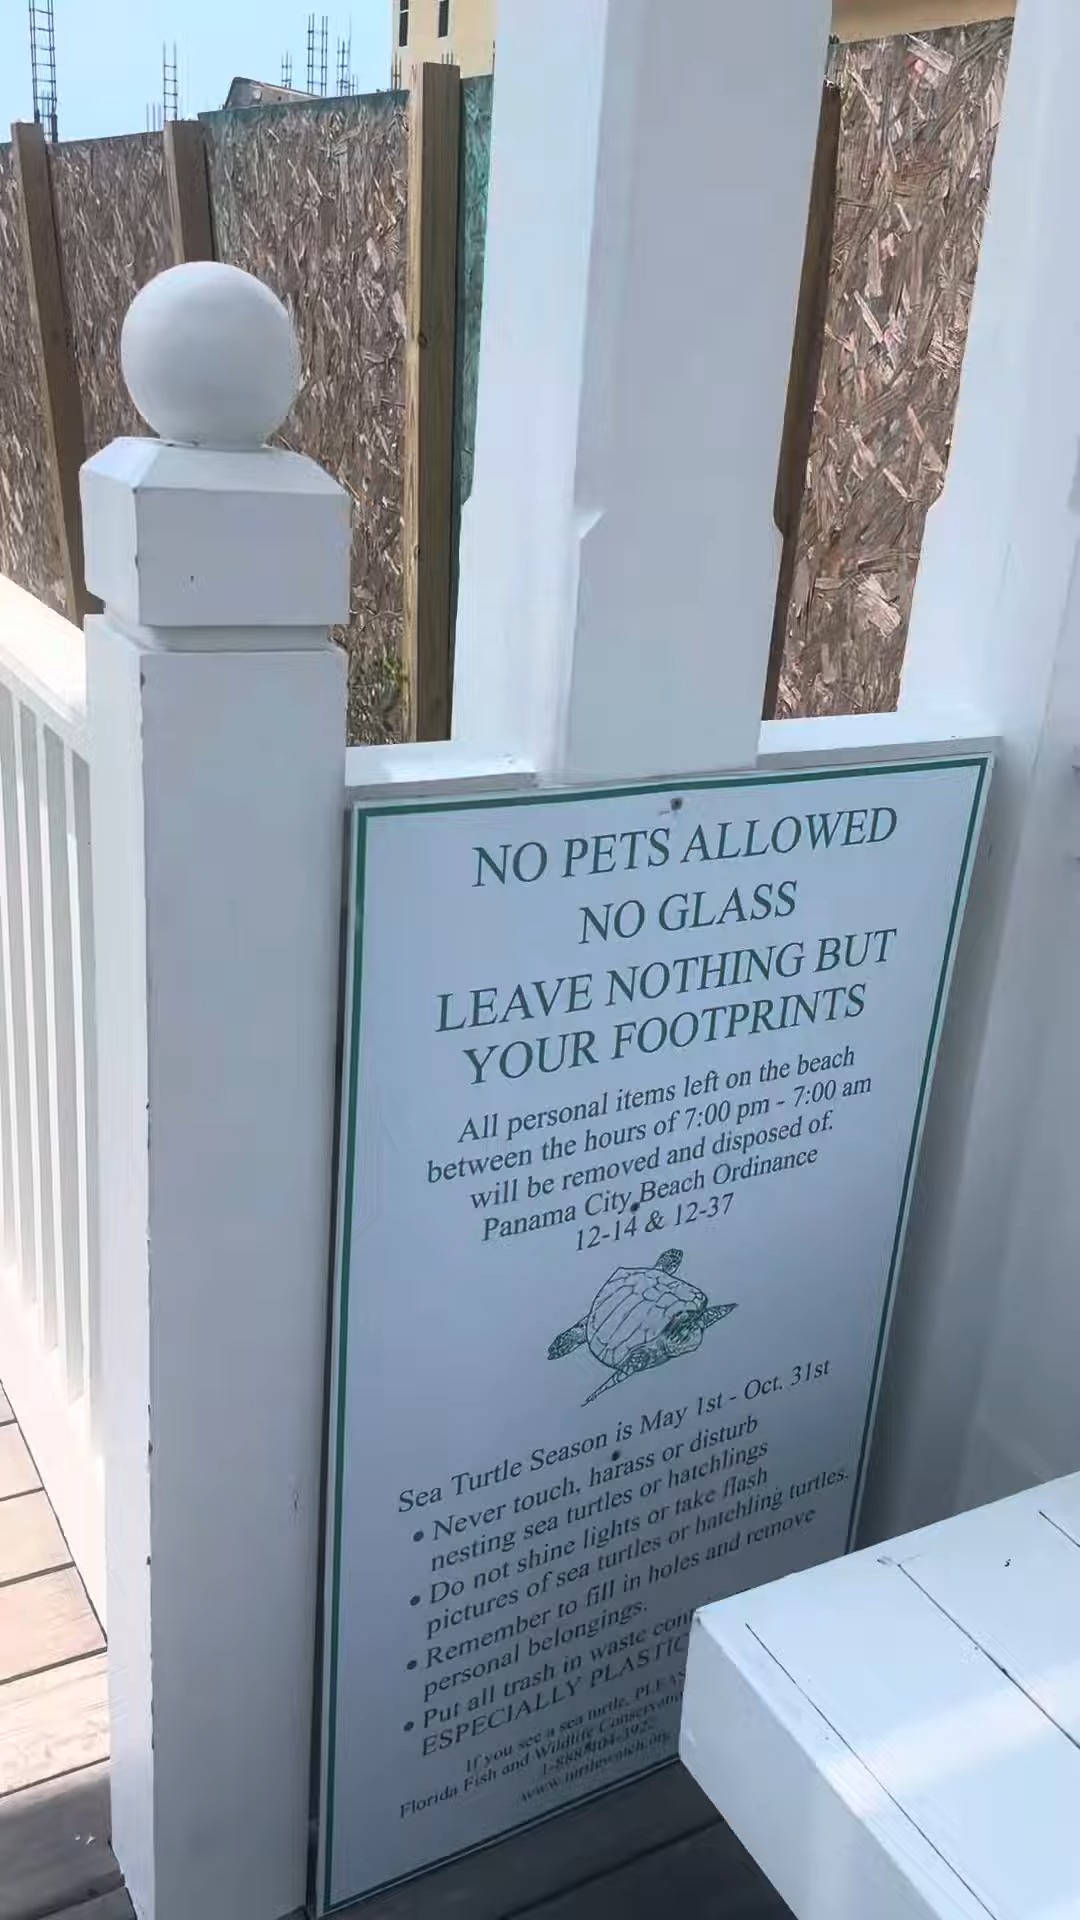 NO PETS ALLOWED
NO GLASS
LEAVE NOTHING BUT
YOUR FOOTPRINTS
All personal items left on the beach
between the hours of 7:00 pm - 7:00 am
will be removed and disposed of.
Panama City Beach Ordinance
12-14 & 12-37
Sea Turtle Season is May 1st - Oct. 31st
• Never touch, harass or disturb
nesting sea turtles or hatchlings
• Do not shine lights or take flash
pictures of sea turtles or hatchling turtles.
• Remember to fill in holes and remove
personal belongings.
• Put all trash in waste
ESPECIALLY
If you see a sea turtle,
Florida Fish and Wildlife
1-888-404-3922
www.turtlewatch.org